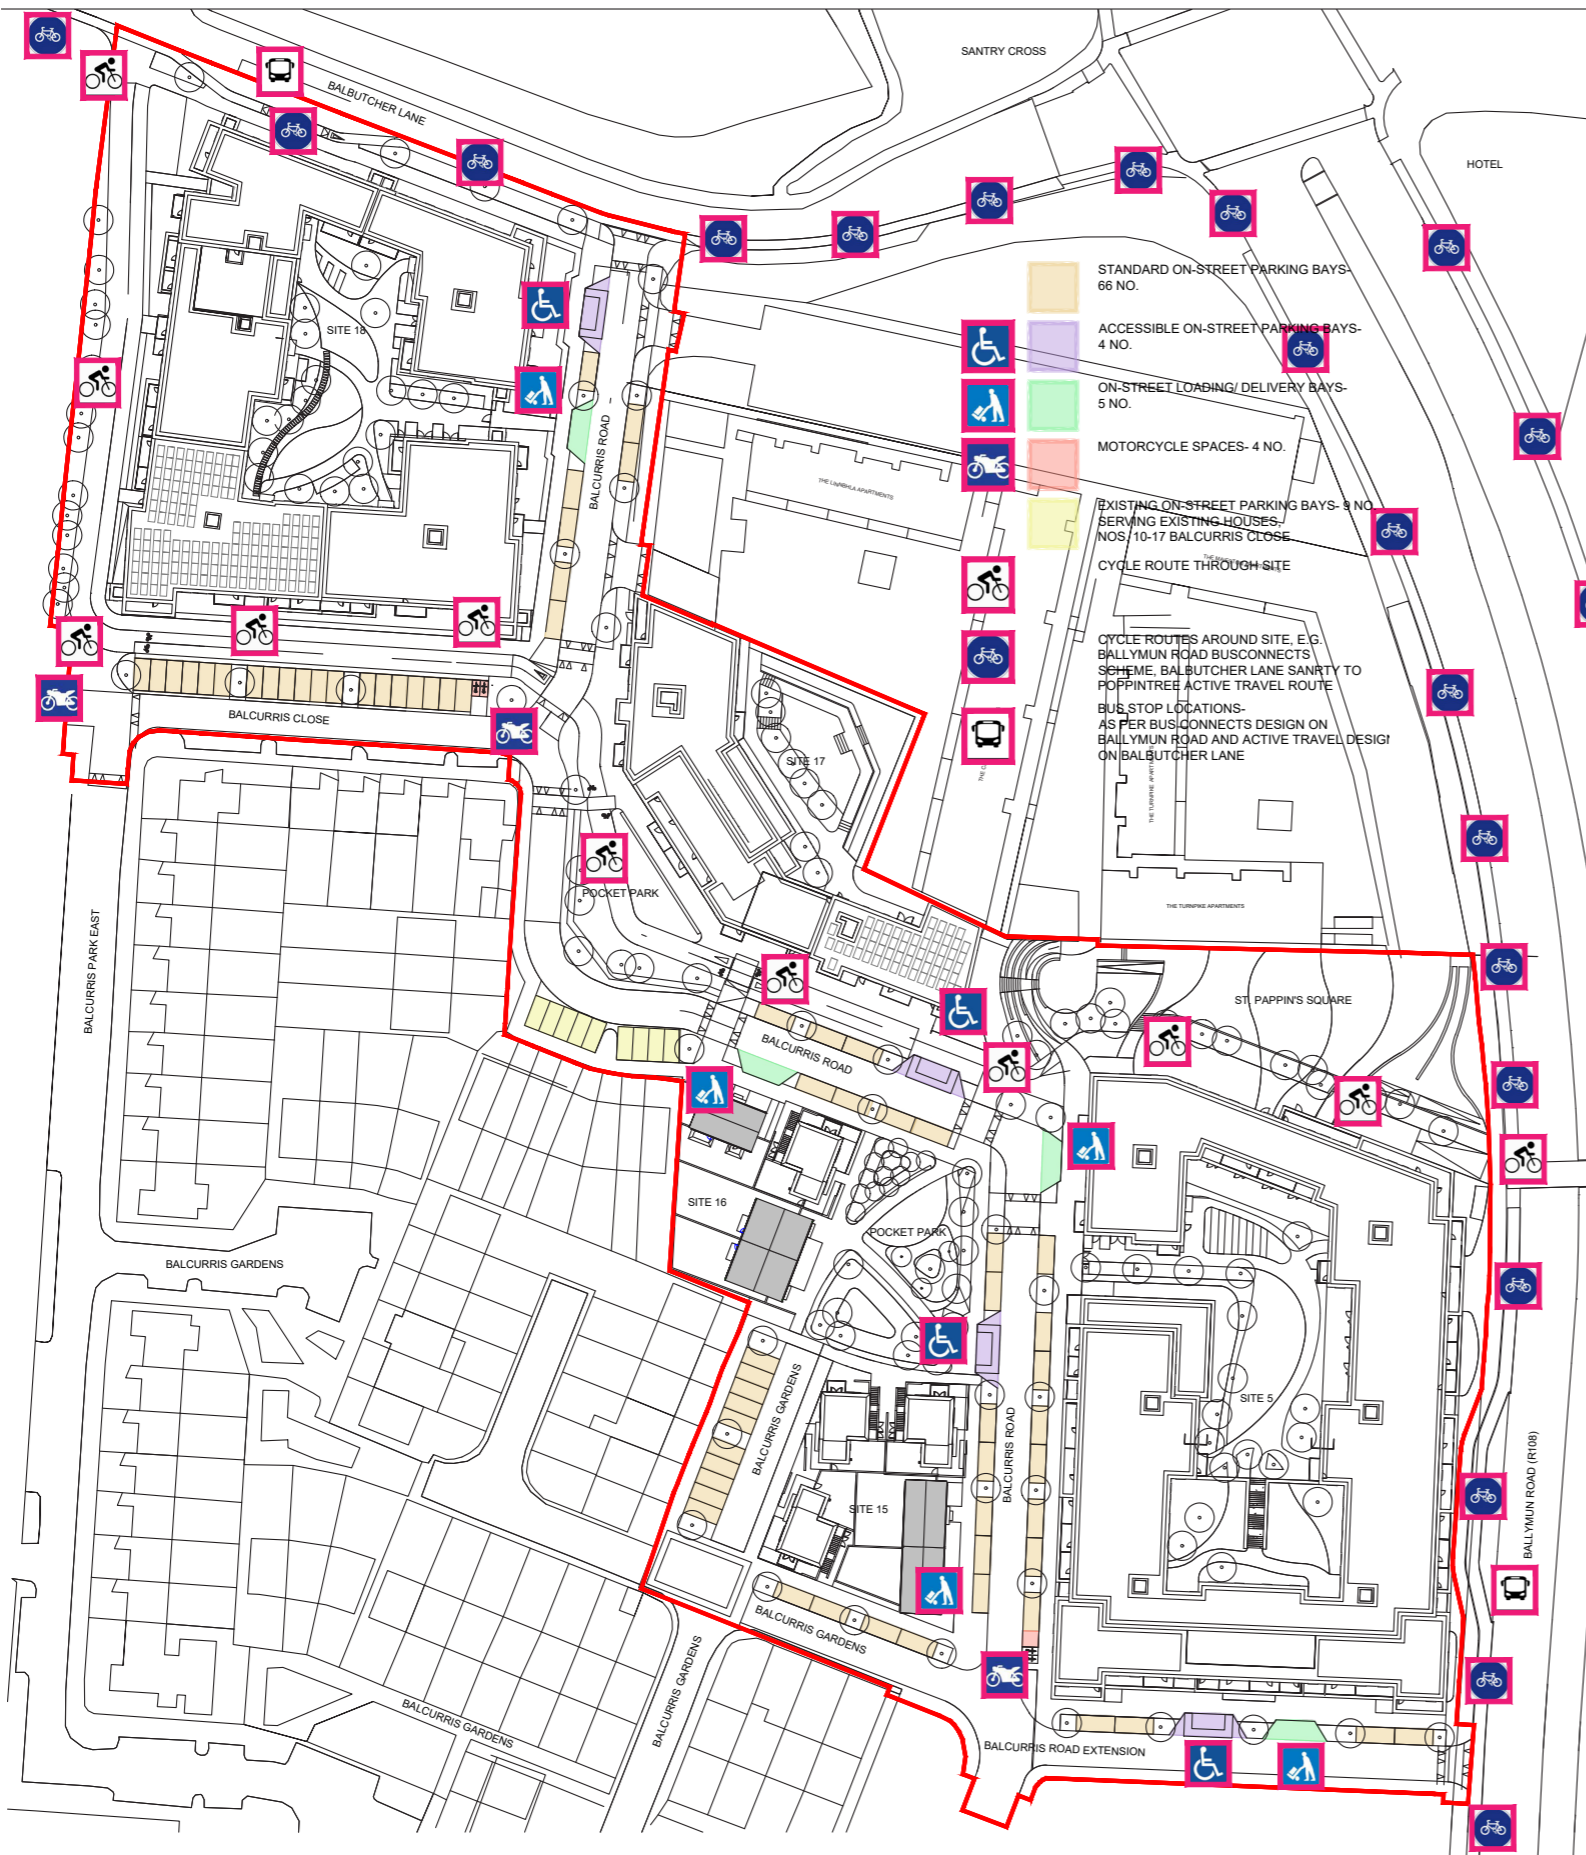 SANTRY CROSS
BALBUTCHER LANE
HOTEL
STANDARD ON-STREET PARKING BAYS-
66 NO.
ACCESSIBLE ON-STREET PARKING BAYS-
4 NO.
ON-STREET LOADING/ DELIVERY BAYS-
5 NO.
MOTORCYCLE SPACES- 4 NO.
EXISTING ON-STREET PARKING BAYS- 9 NO.
SERVING EXISTING HOUSES,
NOS. 10-17 BALCURRIS CLOSE
CYCLE ROUTE THROUGH SITE
CYCLE ROUTES AROUND SITE, E.G.
BALLYMUN ROAD BUSCONNECTS
SCHEME, BALBUTCHER LANE SANRTY TO
POPPINTREE ACTIVE TRAVEL ROUTE
BUS STOP LOCATIONS-
AS PER BUS CONNECTS DESIGN ON
BALLYMUN ROAD AND ACTIVE TRAVEL DESIGN
ON BALBUTCHER LANE
SITE 18
BALCURRIS ROAD
THE APARTMENTS
BALCURRIS CLOSE
SITE 17
THE TURNPIKE APARTMENTS
POCKET PARK
THE TURNPIKE APARTMENTS
BALCURRIS PARK EAST
ST. PAPPIN'S SQUARE
BALCURRIS ROAD
SITE 16
POCKET PARK
BALCURRIS GARDENS
BALCURRIS GARDENS
SITE 5
BALCURRIS ROAD
SITE 15
BALLYMUN ROAD (R108)
BALCURRIS GARDENS
BALCURRIS GARDENS
BALCURRIS GARDENS
BALCURRIS ROAD EXTENSION